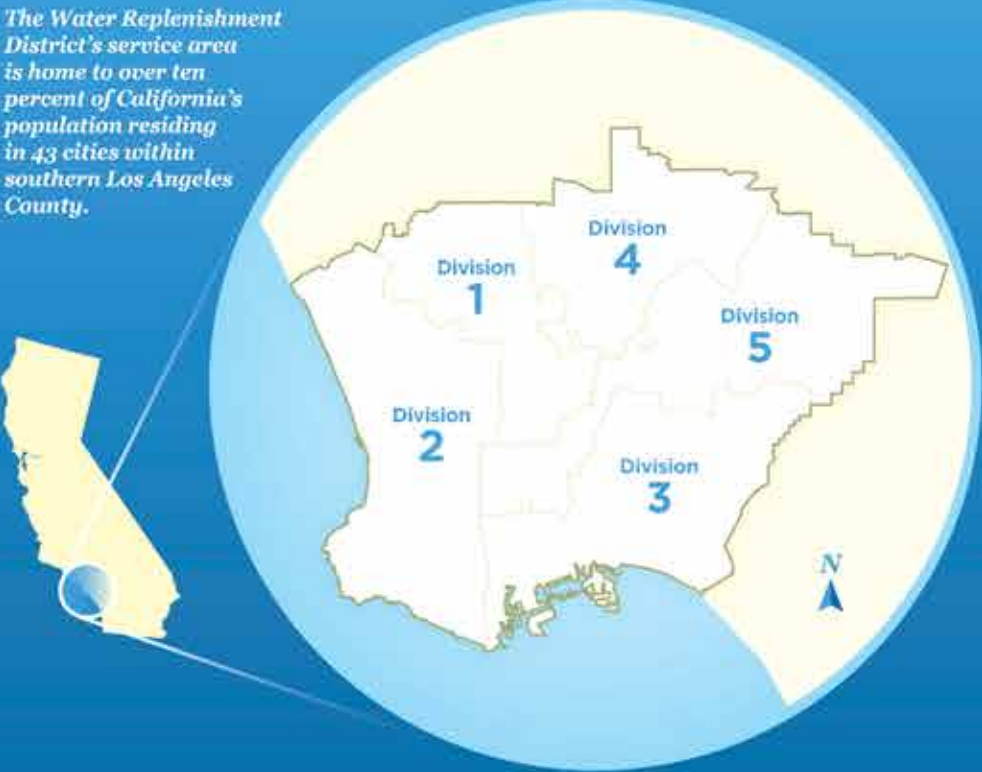 The Water Replenishment
District's service area
is home to over ten
percent of California's
population residing
in 43 cities within
southern Los Angeles
County.
Division
4
Division
1
Division
5
Division
2
Division
3
N